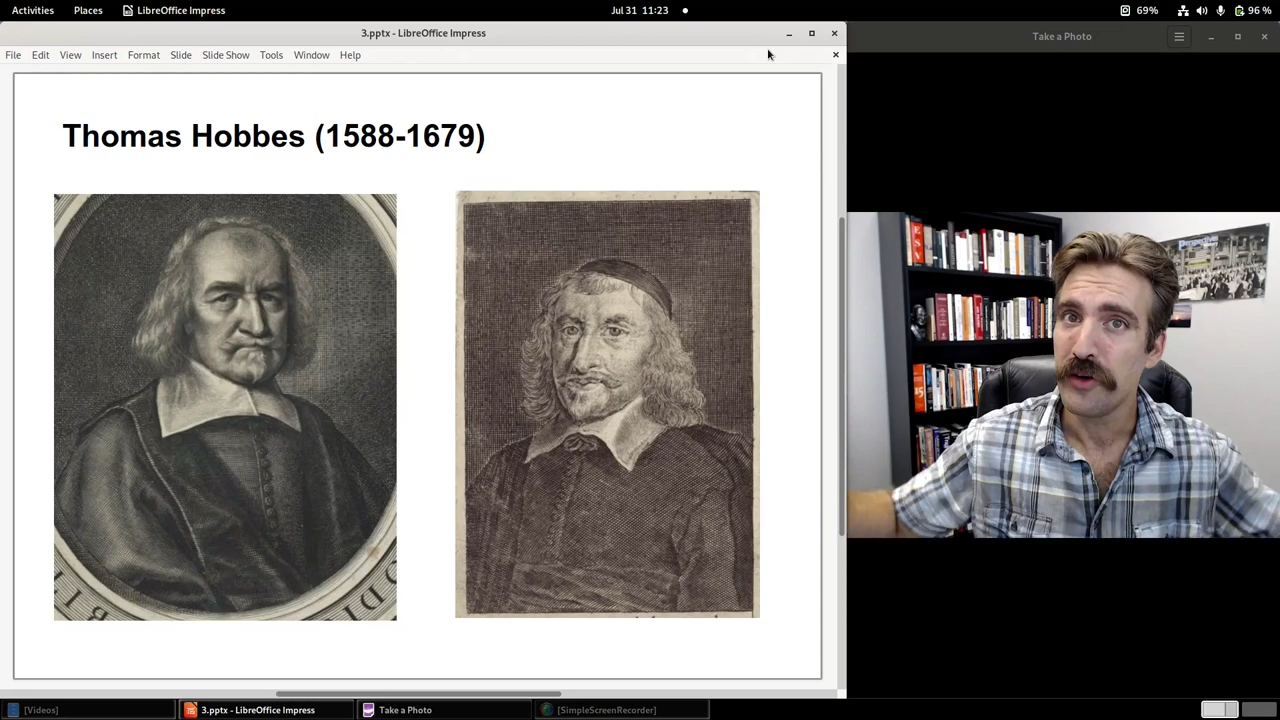 Activities Places LibreOffice Impress Jul 31 11:23 69% 96 %
3.pptx - LibreOffice Impress
Take a Photo
File Edit View Insert Format Slide Slide Show Tools Window Help
Thomas Hobbes (1588-1679)
ESV
Perspective
[Videos] 3.pptx - LibreOffice Impress Take a Photo [SimpleScreenRecorder]